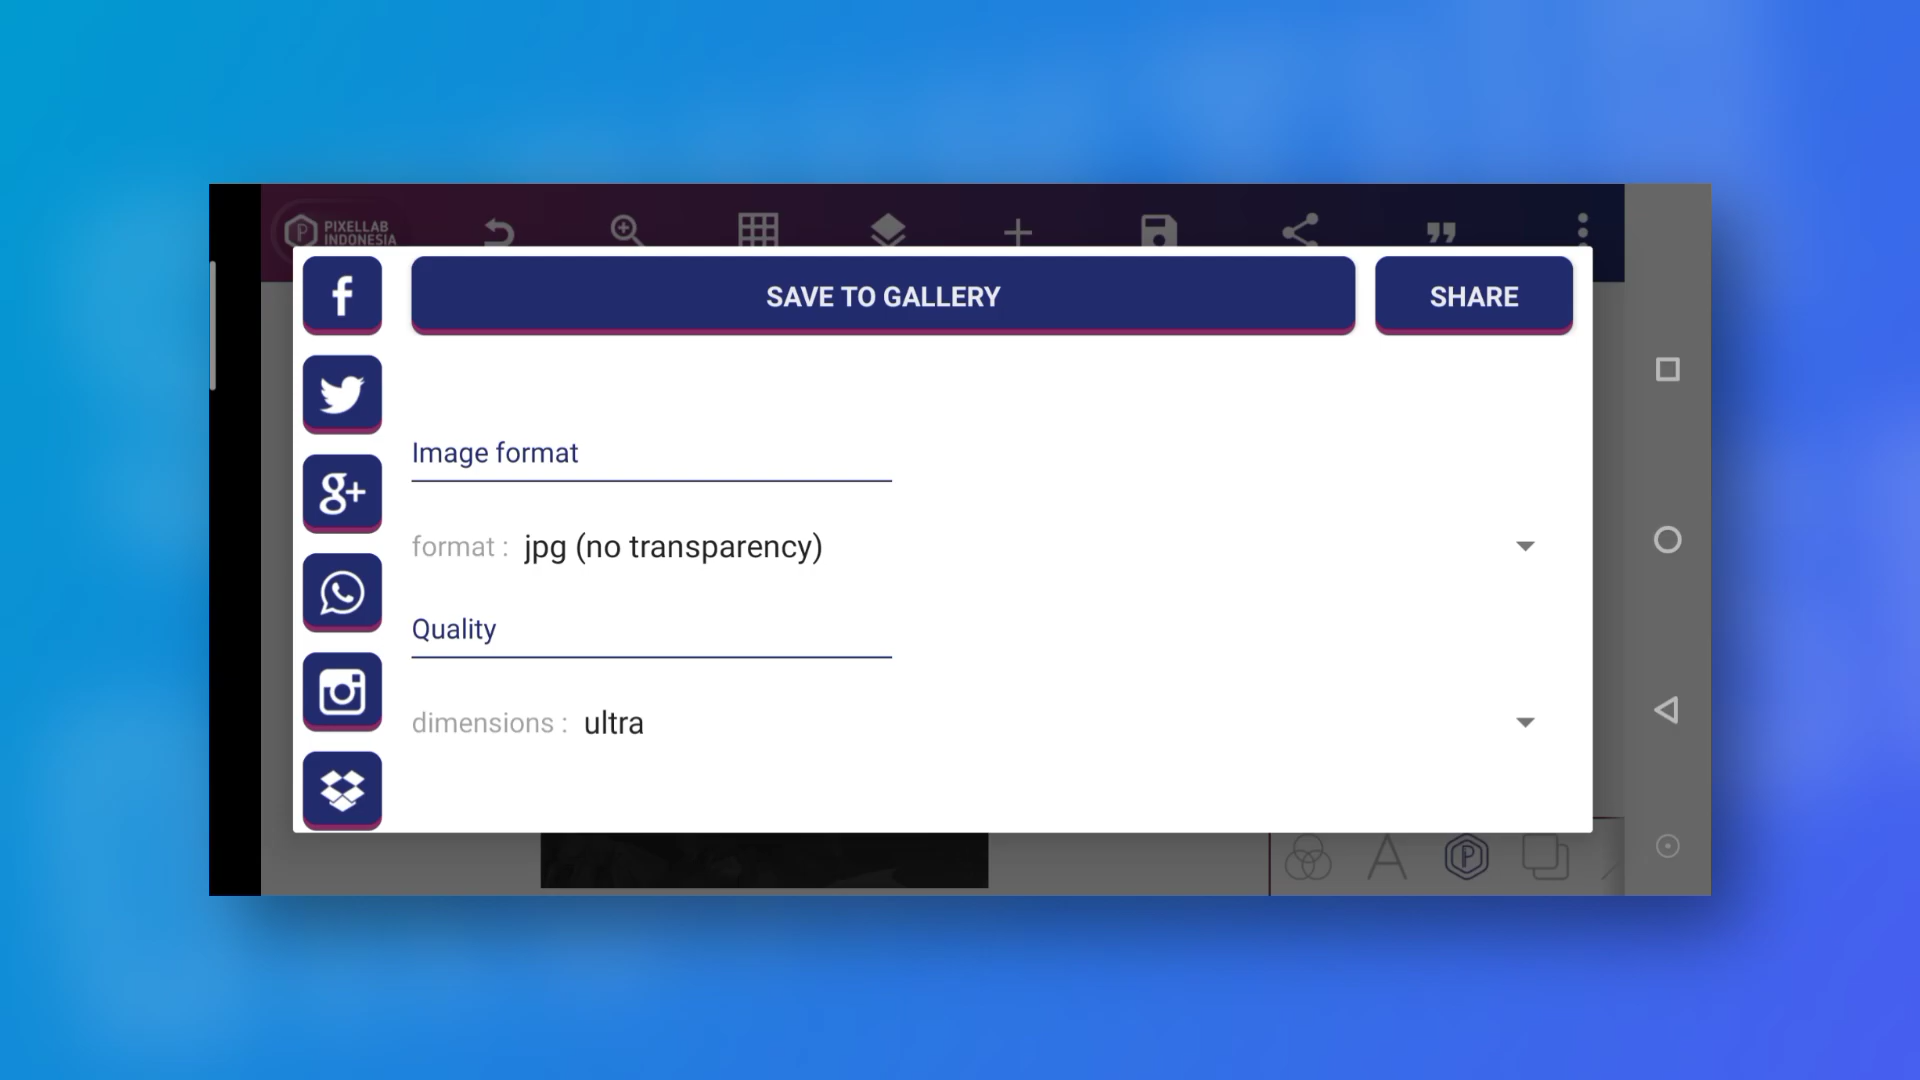 PIXELLAB
INDONESIA
SAVE TO GALLERY
SHARE
Image format
format : jpg (no transparency)
Quality
dimensions : ultra